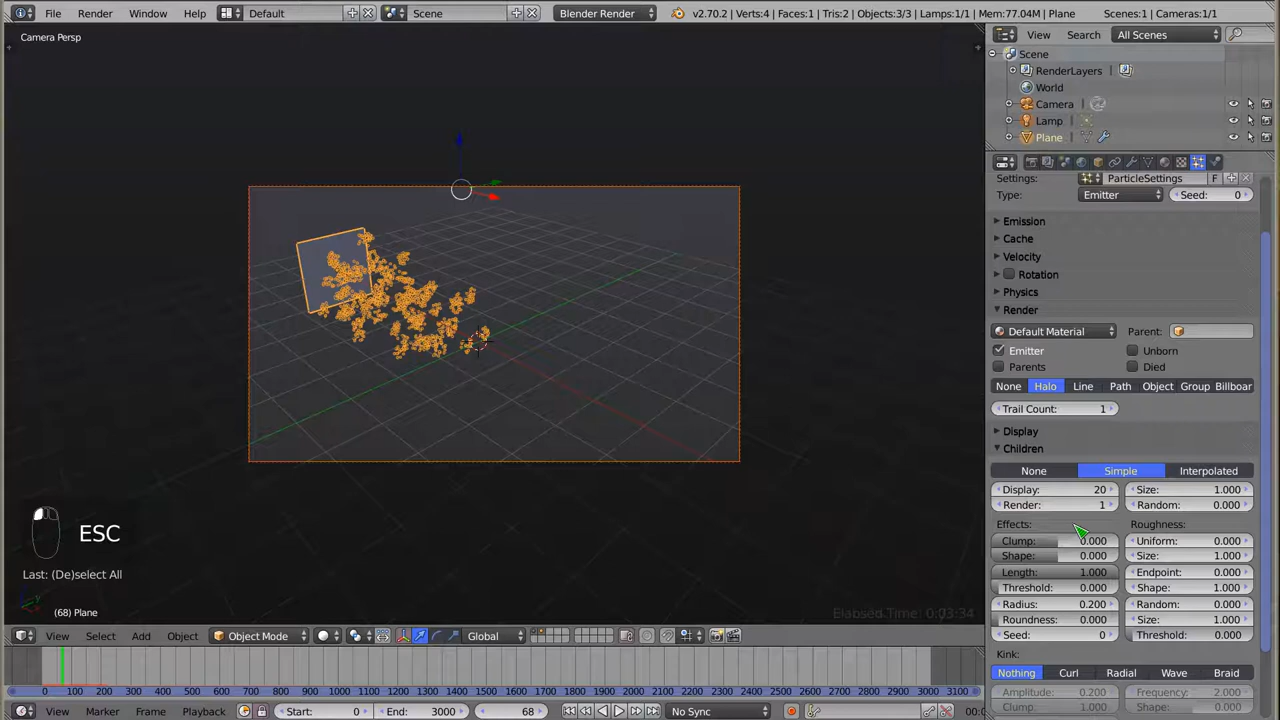 File Render Window Help Default Scene Blender Render v2.70.2 | Verts:4 | Faces:1 | Tris:2 | Objects:3/3 | Lamps:1/1 | Mem:77.04M | Plane Scenes:1 | Cameras:1/1
Camera Persp
View Search All Scenes
Scene
RenderLayers
World
Camera
Lamp
Plane
Settings: ParticleSettings F
Type: Emitter Seed: 0
Emission
Cache
Velocity
Rotation
Physics
Render
Default Material Parent:
Emitter Unborn
Parents Died
None Halo Line Path Object Group Billboar
Trail Count: 1
Display
Children
None Simple Interpolated
Display: 20 Size: 1.000
Render: 1 Random: 0.000
Effects: Roughness:
Clump: 0.000 Uniform: 0.000
Shape: 0.000 Size: 1.000
Length: 1.000 Endpoint: 0.000
Threshold: 0.000 Shape: 1.000
Radius: 0.200 Random: 0.000
Roundness: 0.000 Size: 1.000
Seed: 0 Threshold: 0.000
Kink:
Nothing Curl Radial Wave Braid
Amplitude: 0.200 Frequency: 2.000
Clump: 1.000 Shape: 0.000
ESC
Last: (De)select All
(68) Plane
Elapsed Time: 0:03:34
View Select Add Object Object Mode Global
0 100 200 300 400 500 600 700 800 900 1000 1100 1200 1300 1400 1500 1600 1700 1800 1900 2000 2100 2200 2300 2400 2500 2600 2700 2800 2900 3000 3100
View Marker Frame Playback Start: 0 End: 3000 68 No Sync